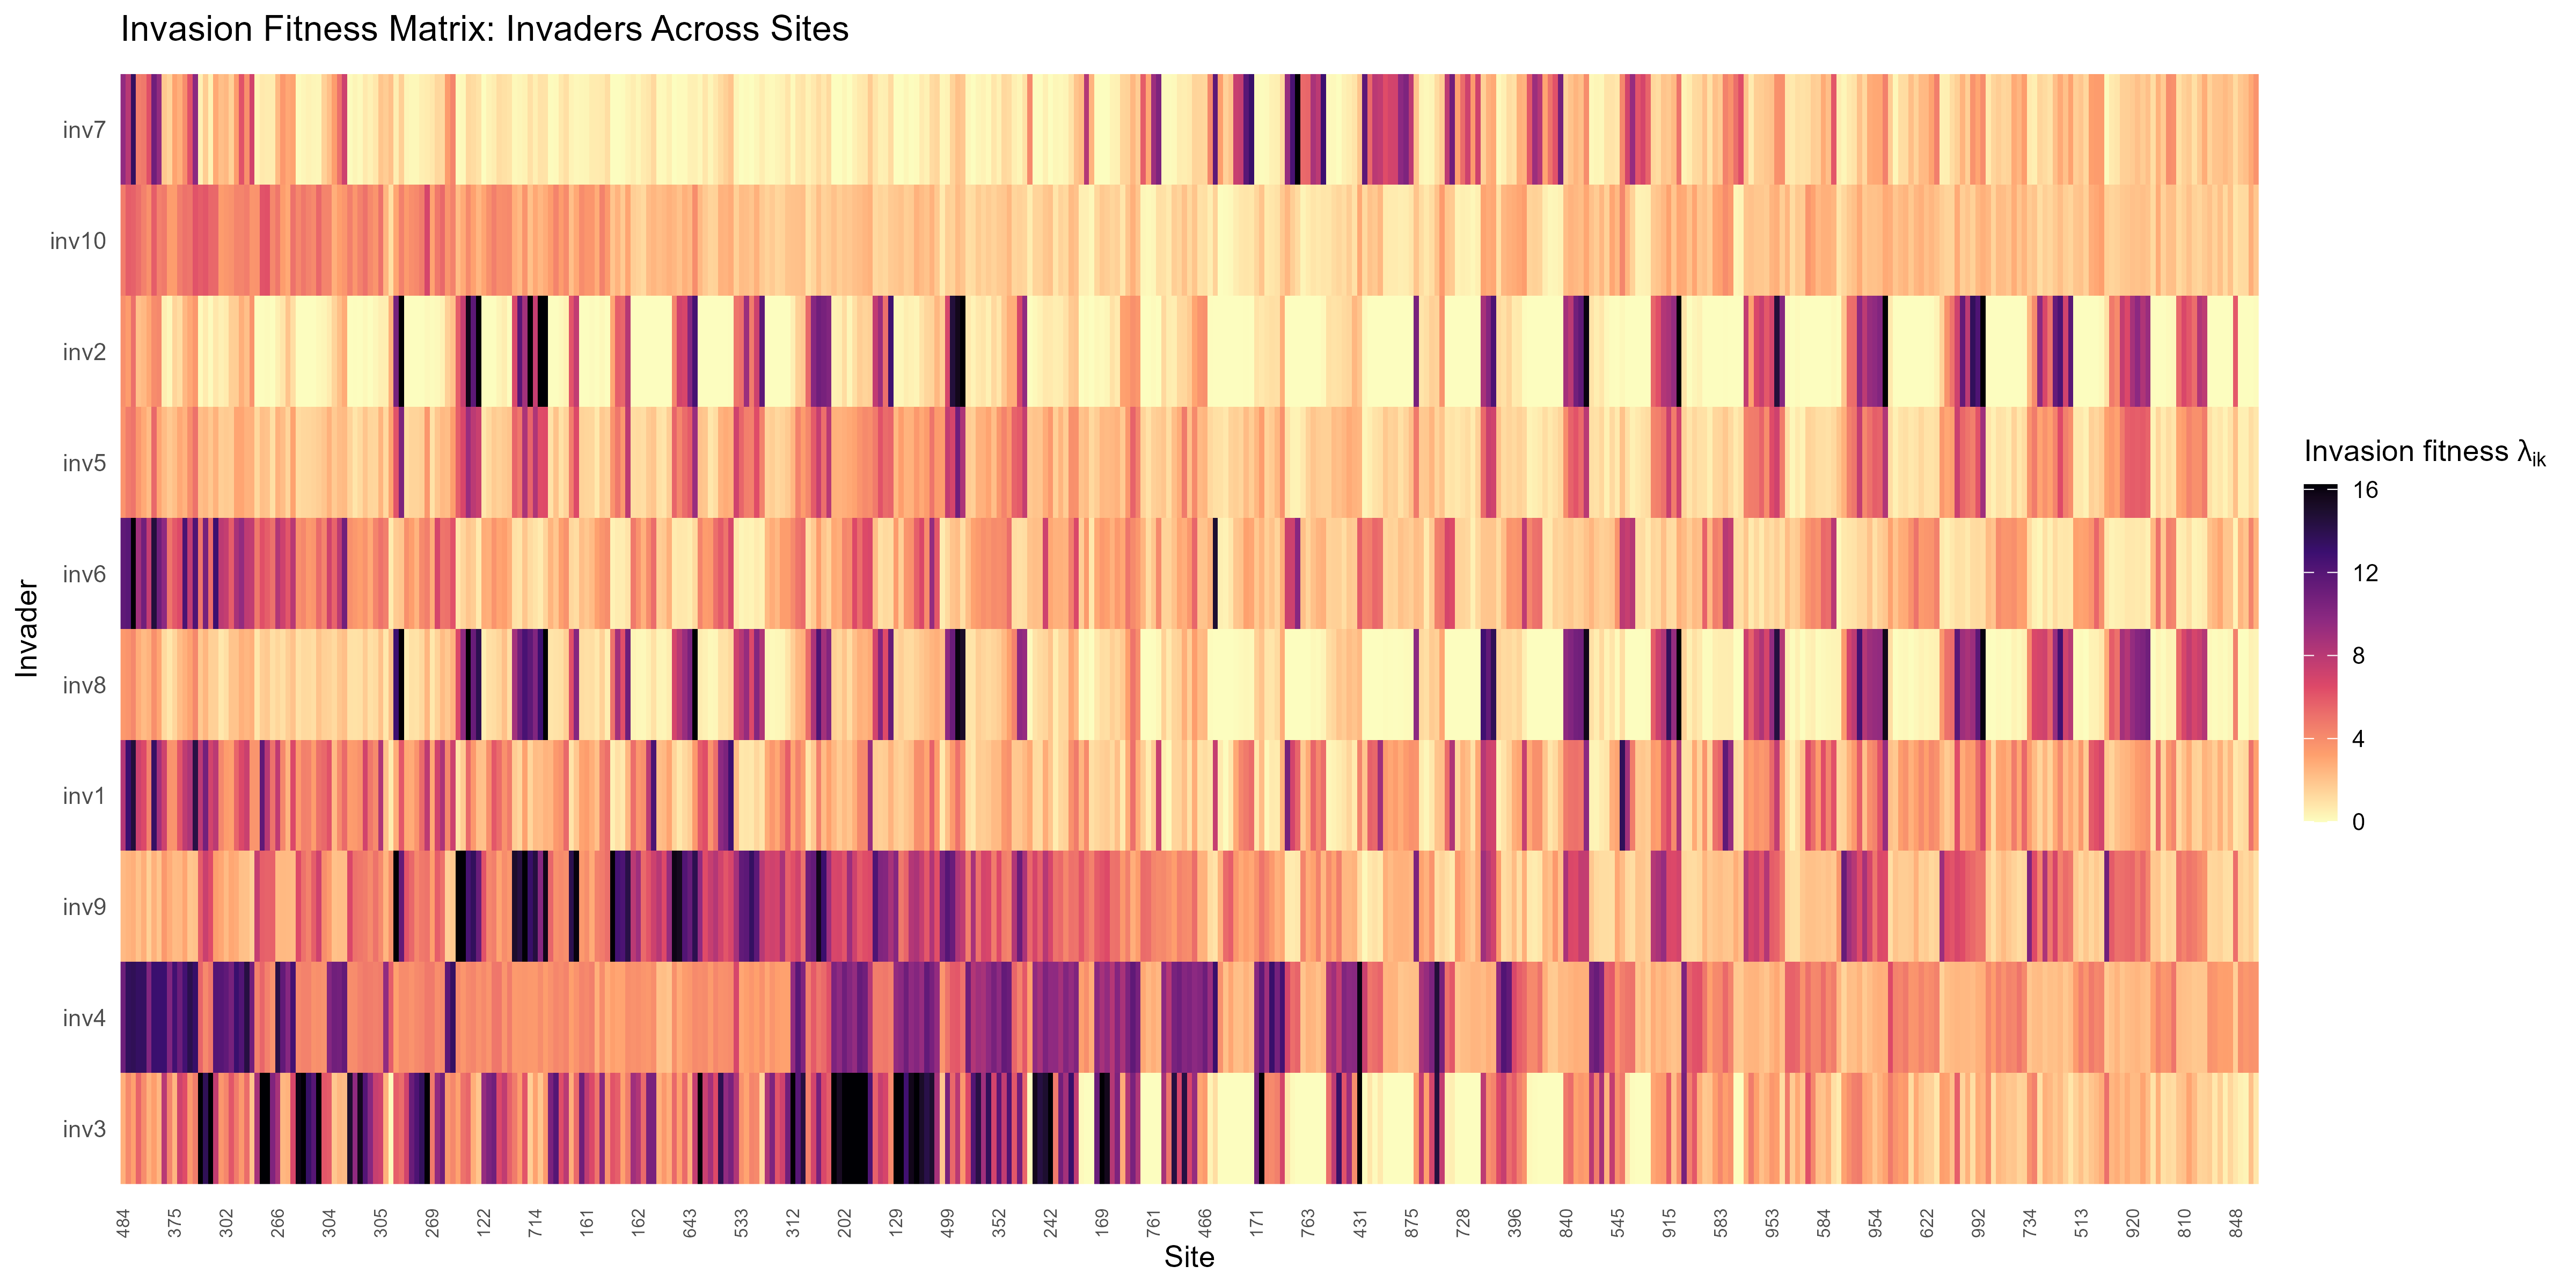 Invasion Fitness Matrix: Invaders Across Sites
Invader
inv7
inv10
inv2
inv5
inv6
inv8
inv1
inv9
inv4
inv3
484 375 302 266 304 305 269 122 714 161 162 643 533 312 202 129 499 352 242 169 761 466 171 763 431 875 728 396 840 545 915 583 953 584 954 622 992 734 513 920 810 848
Site
Invasion fitness λik
16
12
8
4
0